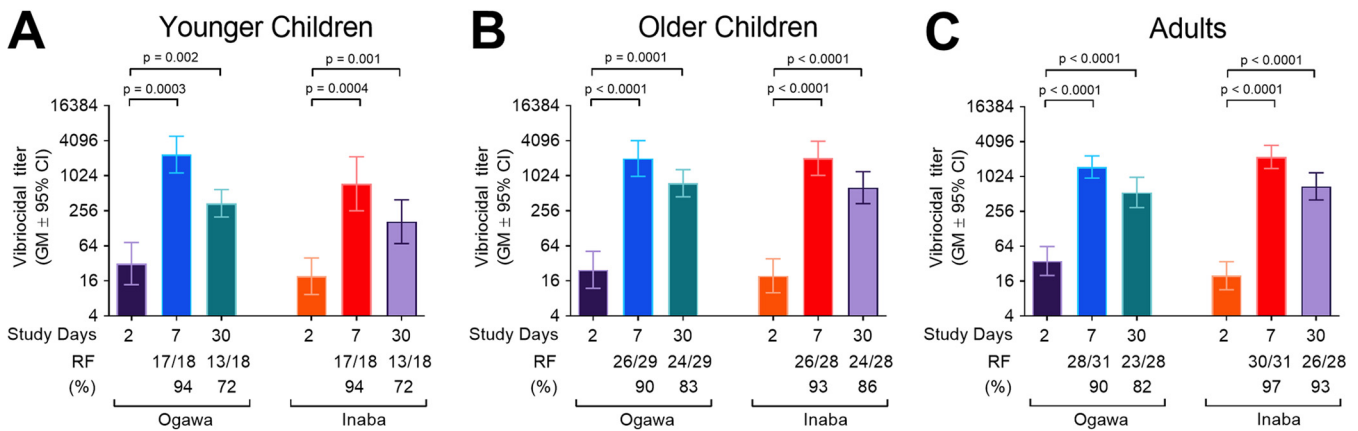 A Younger Children
p = 0.002 p = 0.001
p = 0.0003 p = 0.0004
Vibriocidal titer
(GM ± 95% CI)
16384
4096
1024
256
64
16
4
Study Days 2 7 30 2 7 30
RF 17/18 13/18 17/18 13/18
(%) 94 72 94 72
Ogawa Inaba
B Older Children
p = 0.0001 p < 0.0001
p < 0.0001 p < 0.0001
Vibriocidal titer
(GM ± 95% CI)
16384
4096
1024
256
64
16
4
Study Days 2 7 30 2 7 30
RF 26/29 24/29 26/28 24/28
(%) 90 83 93 86
Ogawa Inaba
C Adults
p < 0.0001 p < 0.0001
p < 0.0001 p < 0.0001
Vibriocidal titer
(GM ± 95% CI)
16384
4096
1024
256
64
16
4
Study Days 2 7 30 2 7 30
RF 28/31 23/28 30/31 26/28
(%) 90 82 97 93
Ogawa Inaba